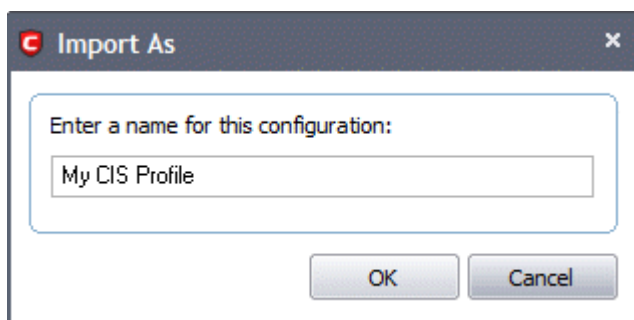 Import As
Enter a name for this configuration:
My CIS Profile
OK
Cancel